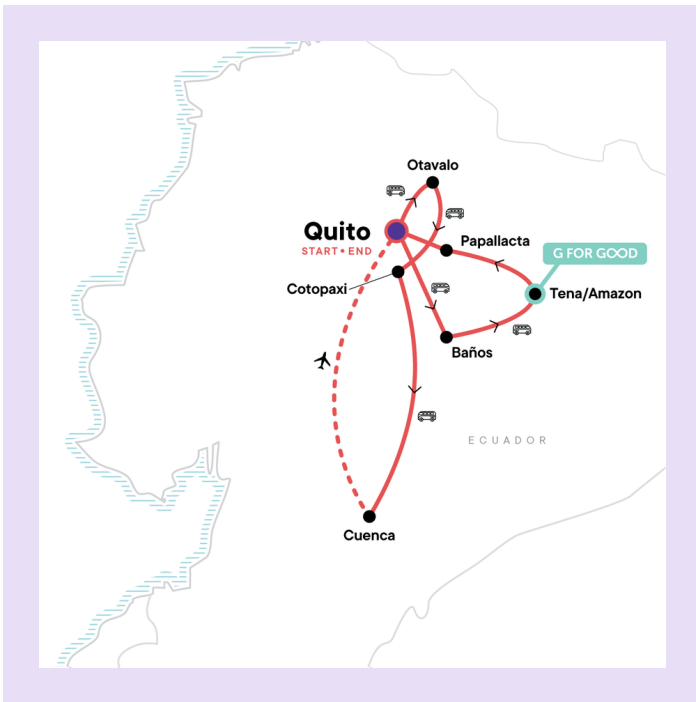 Otavalo
Quito
START • END
Papallacta
G FOR GOOD
Cotopaxi
Tena/Amazon
Baños
ECUADOR
Cuenca